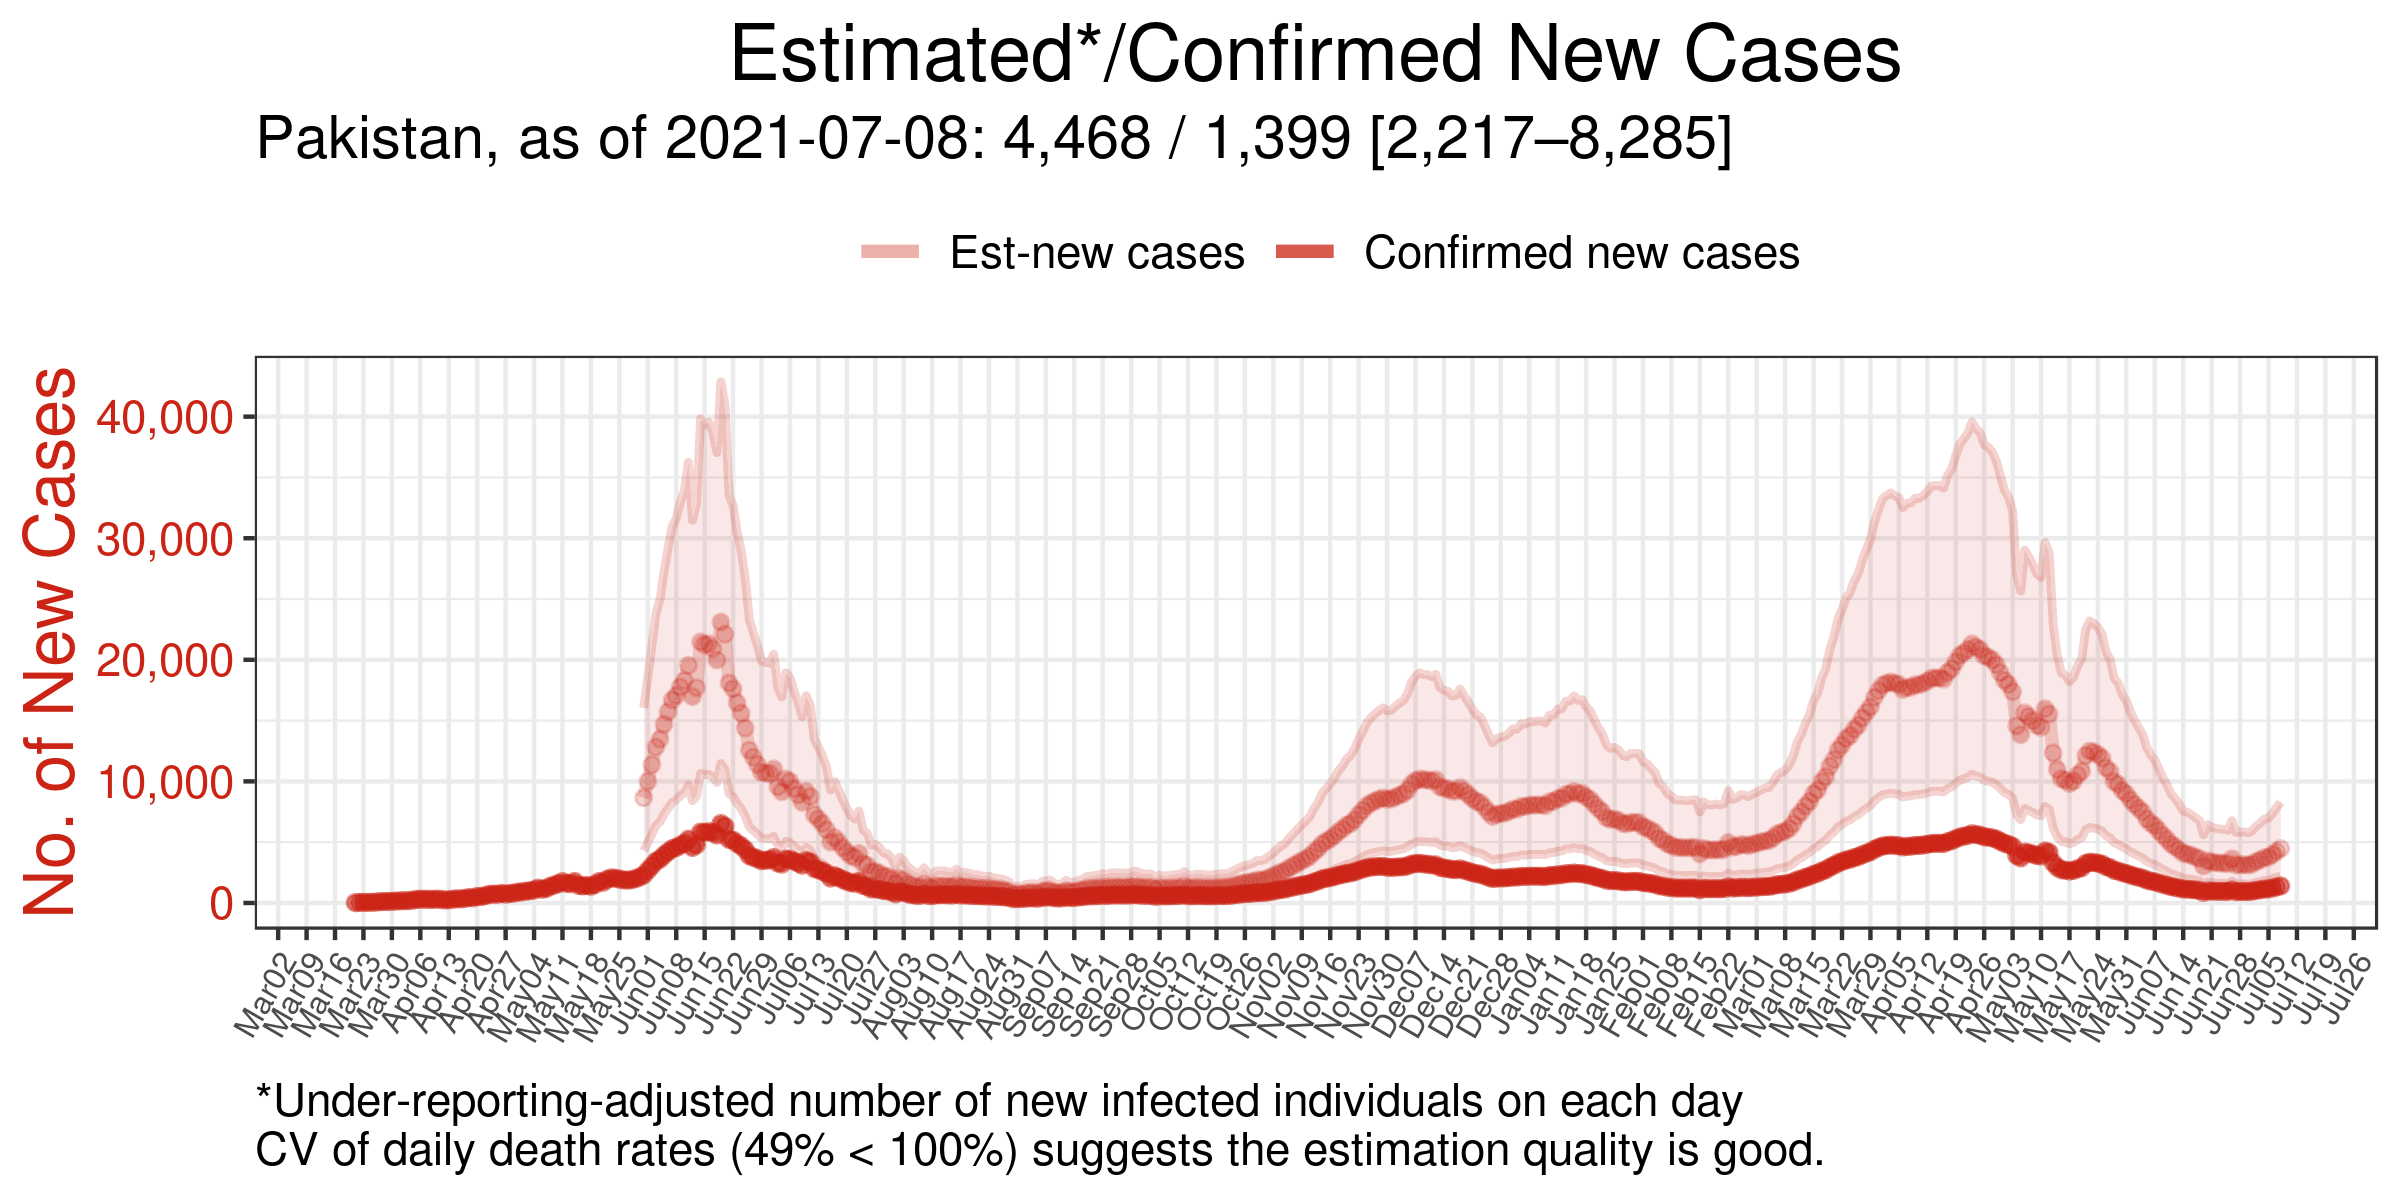 Estimated*/Confirmed New Cases
Pakistan, as of 2021-07-08: 4,468 / 1,399 [2,217–8,285]
Est-new cases Confirmed new cases
No. of New Cases
40,000
30,000
20,000
10,000
0
Mar02 Mar09 Mar16 Mar23 Mar30 Apr06 Apr13 Apr20 Apr27 May04 May11 May18 May25 Jun01 Jun08 Jun15 Jun22 Jun29 Jul06 Jul13 Jul20 Jul27 Aug03 Aug10 Aug17 Aug24 Aug31 Sep07 Sep14 Sep21 Sep28 Oct05 Oct12 Oct19 Oct26 Nov02 Nov09 Nov16 Nov23 Nov30 Dec07 Dec14 Dec21 Dec28 Jan04 Jan11 Jan18 Jan25 Feb01 Feb08 Feb15 Feb22 Mar01 Mar08 Mar15 Mar22 Mar29 Apr05 Apr12 Apr19 Apr26 May03 May10 May17 May24 May31 Jun07 Jun14 Jun21 Jun28 Jul05 Jul12 Jul19 Jul26
*Under-reporting-adjusted number of new infected individuals on each day
CV of daily death rates (49% < 100%) suggests the estimation quality is good.